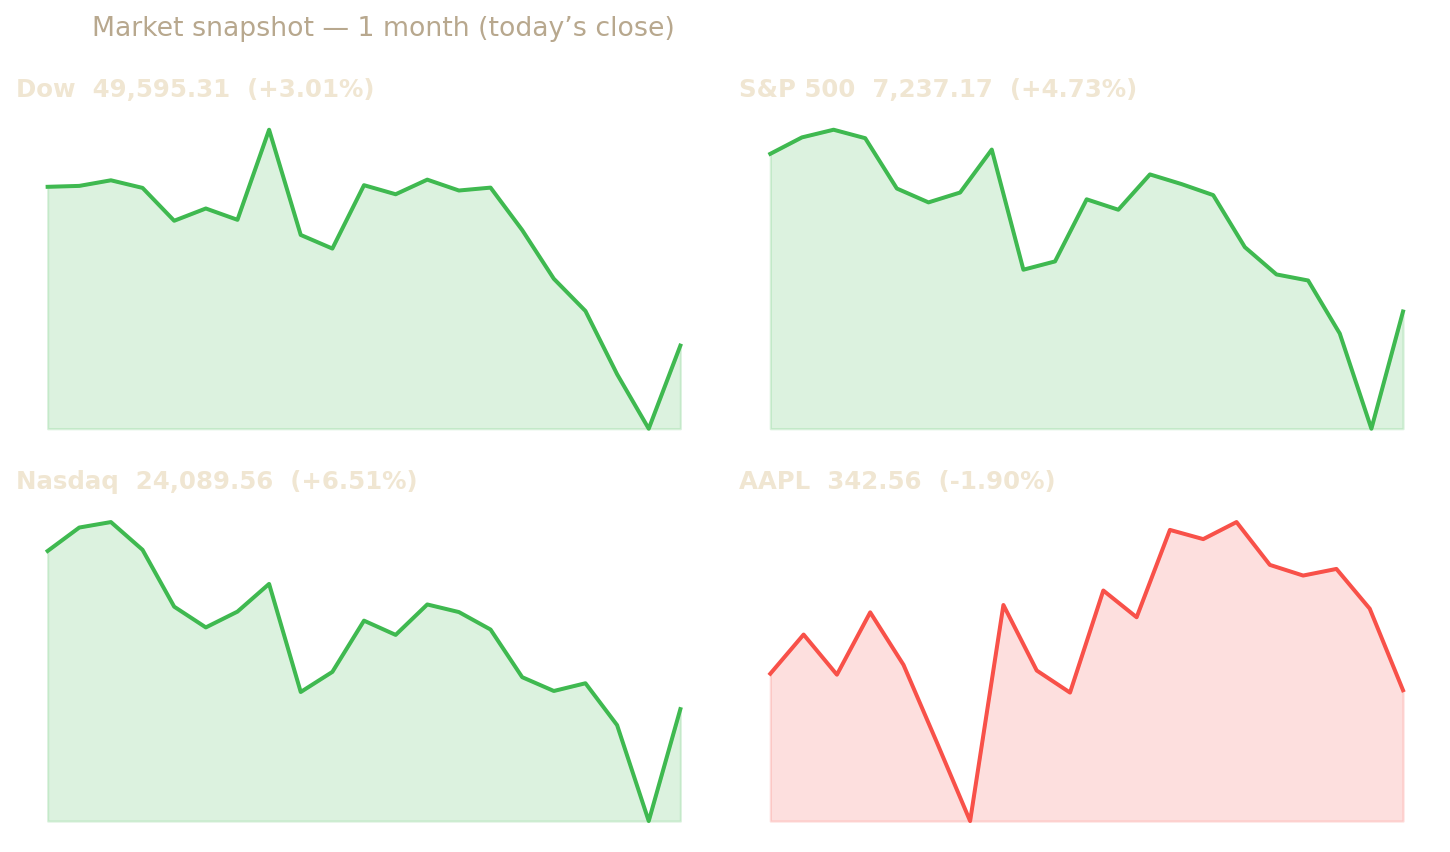 Market snapshot — 1 month (today’s close)
Dow 49,595.31 (+3.01%)
S&P 500 7,237.17 (+4.73%)
Nasdaq 24,089.56 (+6.51%)
AAPL 342.56 (-1.90%)